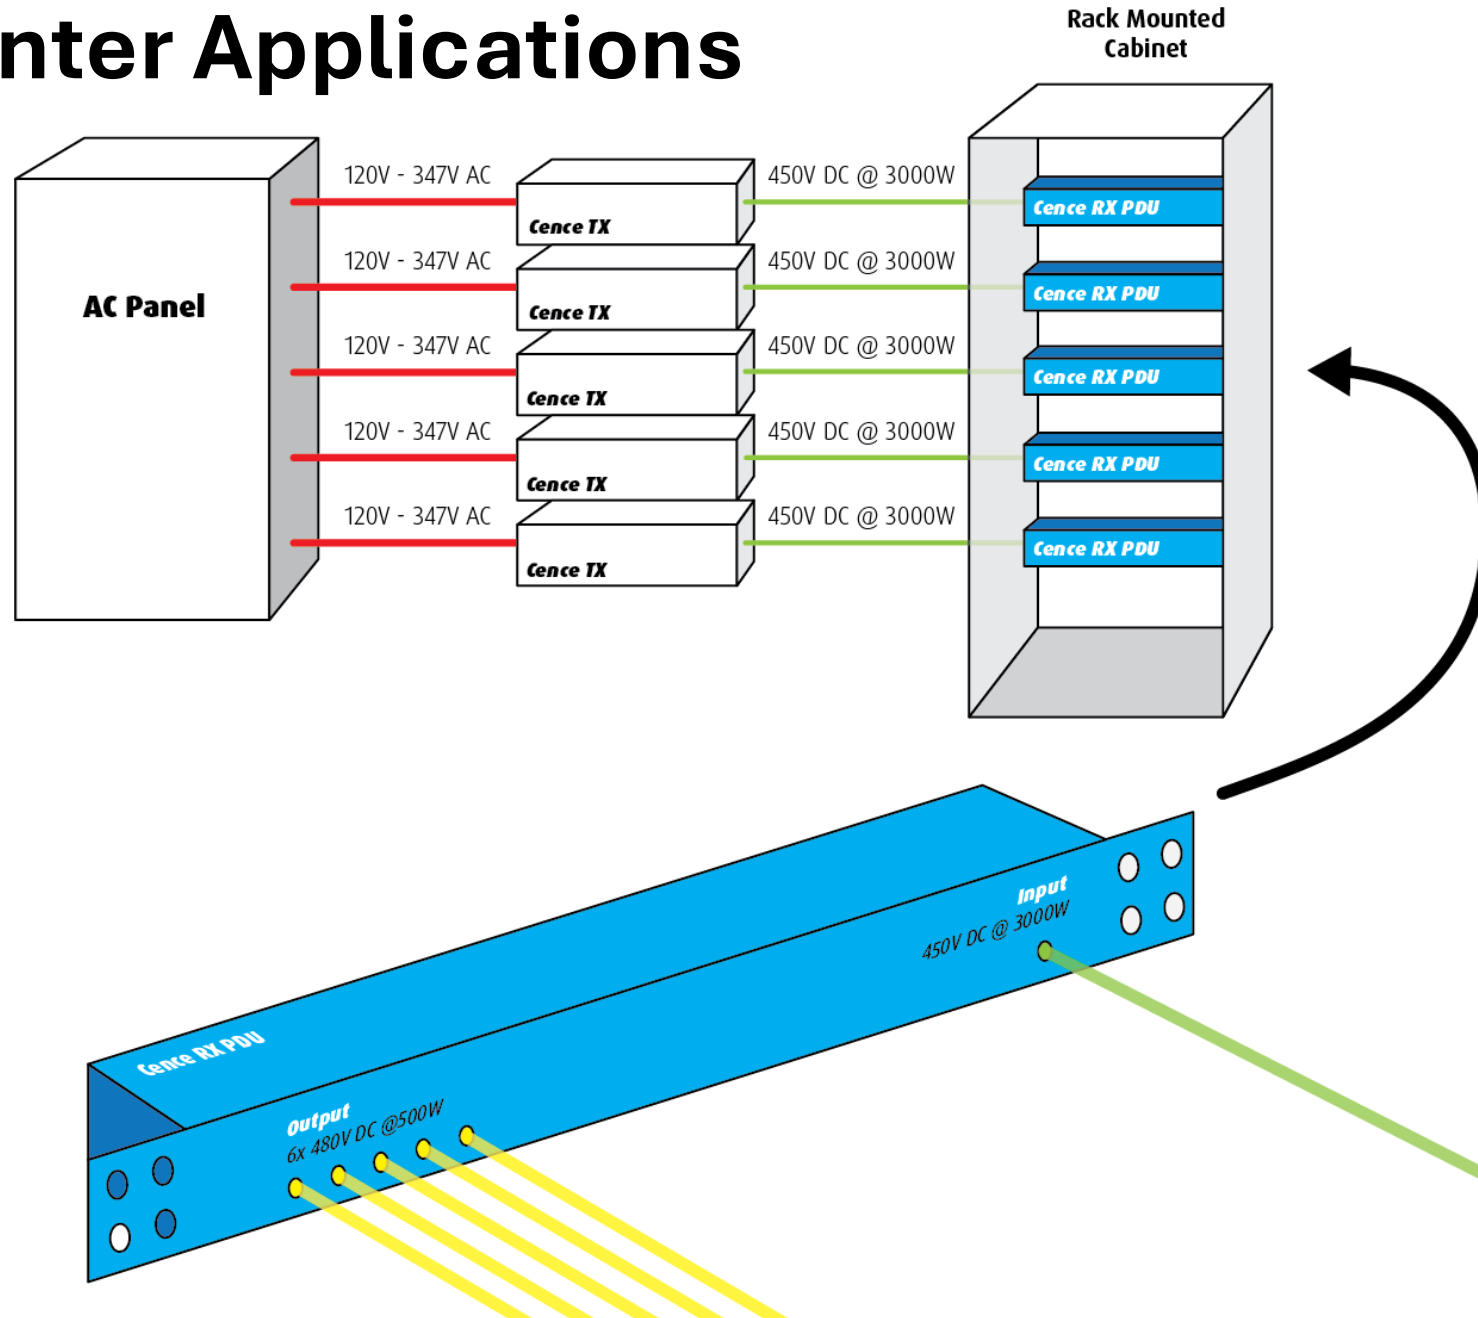 nter Applications
Rack Mounted
Cabinet
AC Panel
120V - 347V AC
Cence TX
450V DC @ 3000W
Cence RX PDU
120V - 347V AC
Cence TX
450V DC @ 3000W
Cence RX PDU
120V - 347V AC
Cence TX
450V DC @ 3000W
Cence RX PDU
120V - 347V AC
Cence TX
450V DC @ 3000W
Cence RX PDU
120V - 347V AC
Cence TX
450V DC @ 3000W
Cence RX PDU
Input
450V DC @ 3000W
Cence RX PDU
Output
6x 480V DC @500W